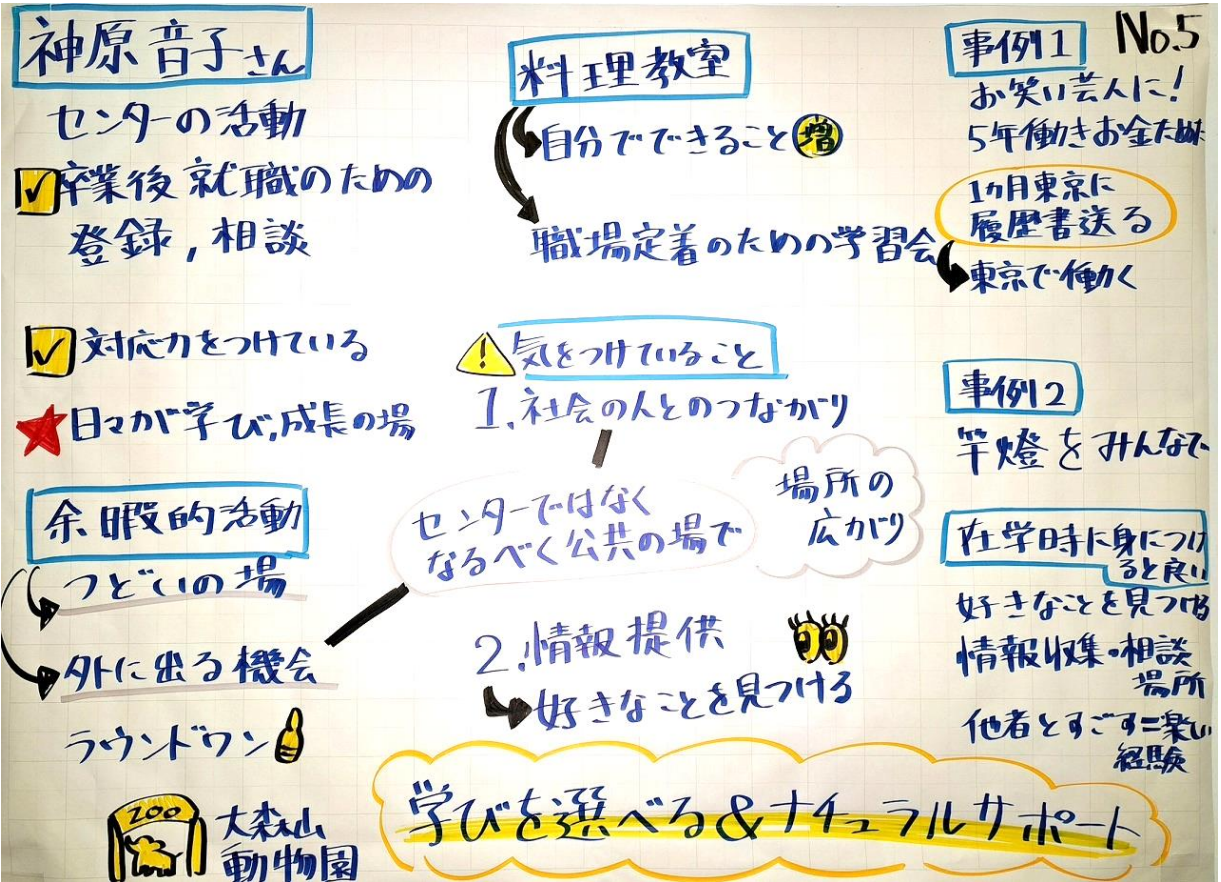 No.5
神原音子さん
センターの活動
卒業後就職のための
登録,相談
対応力をつけている
日々が学び,成長の場
余暇的活動
つどいの場
外に出る機会
ラウンドワン
ZOO
大森山
動物園
料理教室
自分でできること増
職場定着のための学習会
!
気をつけていること
1.社会の人とのつながり
センターではなく
なるべく公共の場で
場所の
広がり
2.情報提供
好きなことを見つける
学びを選べる&ナチュラルサポート
事例1
お笑い芸人に!
5年働きお金ためた
1ヵ月東京に
履歴書送る
東京で働く
事例2
竿燈をみんなで
在学時に身につけ
ると良い
好きなことを見つける
情報収集・相談
場所
他者とすごす=楽しい
経験